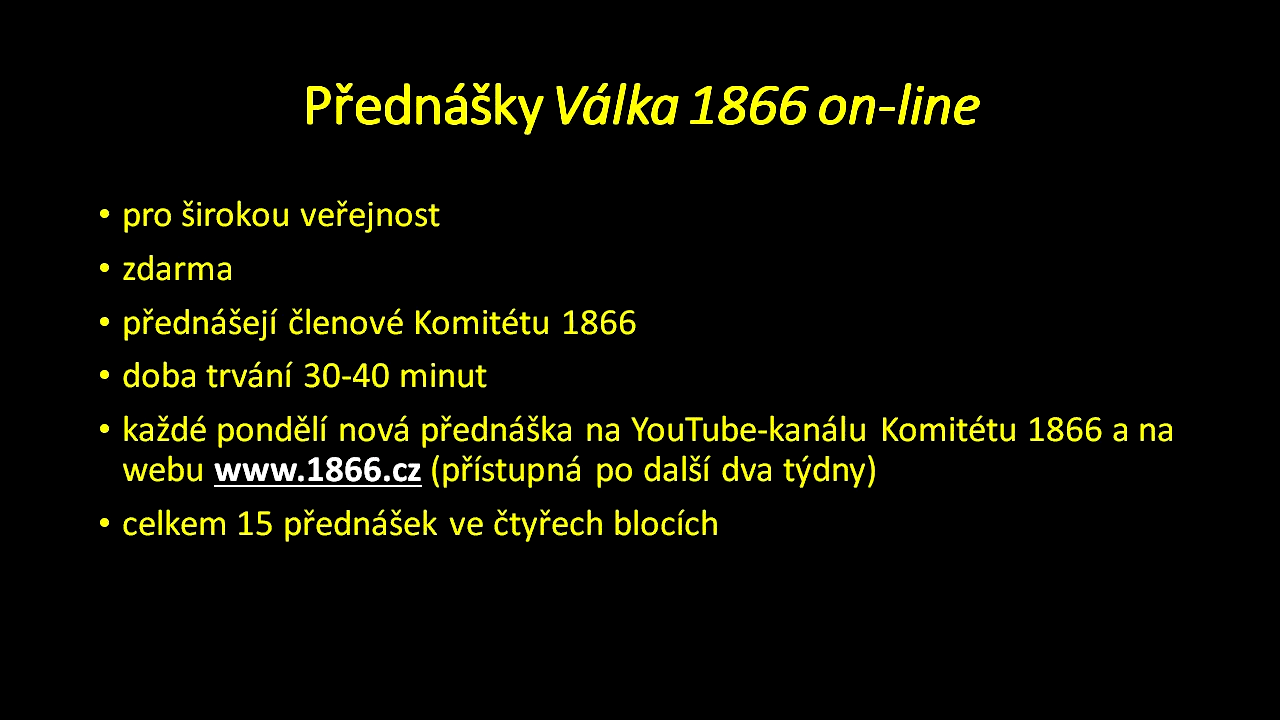 Přednášky Válka 1866 on-line
• pro širokou veřejnost
• zdarma
• přednášejí členové Komitétu 1866
• doba trvání 30-40 minut
• každé pondělí nová přednáška na YouTube-kanálu Komitétu 1866 a na
webu www.1866.cz (přístupná po další dva týdny)
• celkem 15 přednášek ve čtyřech blocích